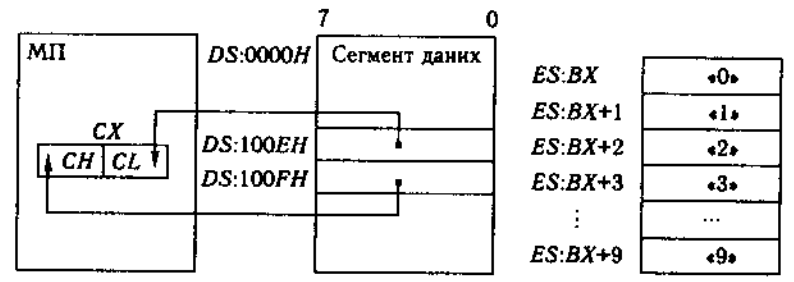 7 0
МП
DS:0000H
Сегмент даних
CX
CH CL
DS:100EH
DS:100FH
ES:BX «0»
ES:BX+1 «1»
ES:BX+2 «2»
ES:BX+3 «3»
⋮ ...
ES:BX+9 «9»